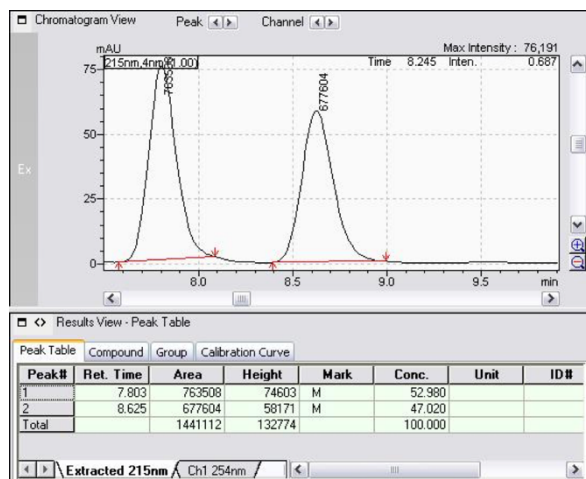 Chromatogram View Peak Channel
mAU Max Intensity : 76,191
215nm,4nm(1.00) Time 8.245 Inten. 0.687
75
677604
50
25
0
8.0 8.5 9.0 9.5 min
Ex
Results View - Peak Table
Peak Table Compound Group Calibration Curve
Peak# Ret. Time Area Height Mark Conc. Unit ID#
1 7.803 763508 74603 M 52.980
2 8.625 677604 58171 M 47.020
Total 1441112 132774 100.000
Extracted 215nm Ch1 254nm